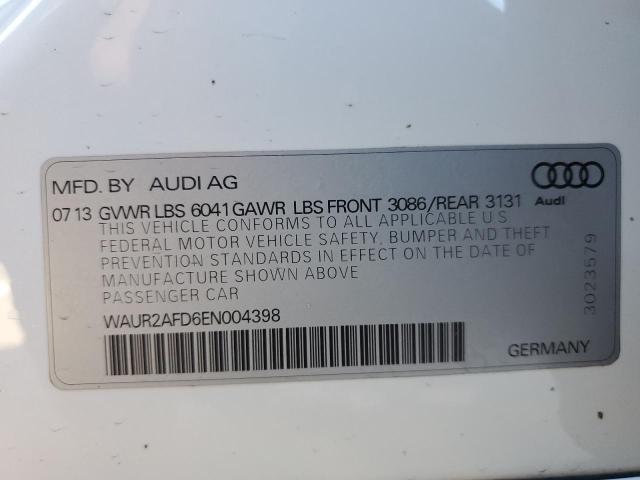 MFD. BY AUDI AG
Audi
07 13 GVWR LBS 6041 GAWR LBS FRONT 3086/REAR 3131
THIS VEHICLE CONFORMS TO ALL APPLICABLE U S
FEDERAL MOTOR VEHICLE SAFETY, BUMPER AND THEFT
PREVENTION STANDARDS IN EFFECT ON THE DATE OF
MANUFACTURE SHOWN ABOVE
PASSENGER CAR
3023579
WAUR2AFD6EN004398
GERMANY